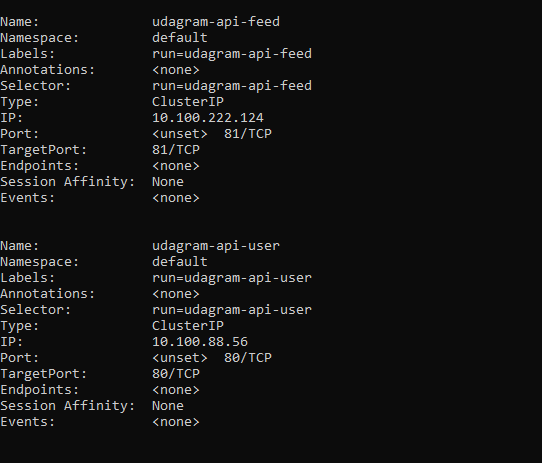 Name:              udagram-api-feed
Namespace:         default
Labels:            run=udagram-api-feed
Annotations:       <none>
Selector:          run=udagram-api-feed
Type:              ClusterIP
IP:                10.100.222.124
Port:              <unset>  81/TCP
TargetPort:        81/TCP
Endpoints:         <none>
Session Affinity:  None
Events:            <none>
Name:              udagram-api-user
Namespace:         default
Labels:            run=udagram-api-user
Annotations:       <none>
Selector:          run=udagram-api-user
Type:              ClusterIP
IP:                10.100.88.56
Port:              <unset>  80/TCP
TargetPort:        80/TCP
Endpoints:         <none>
Session Affinity:  None
Events:            <none>